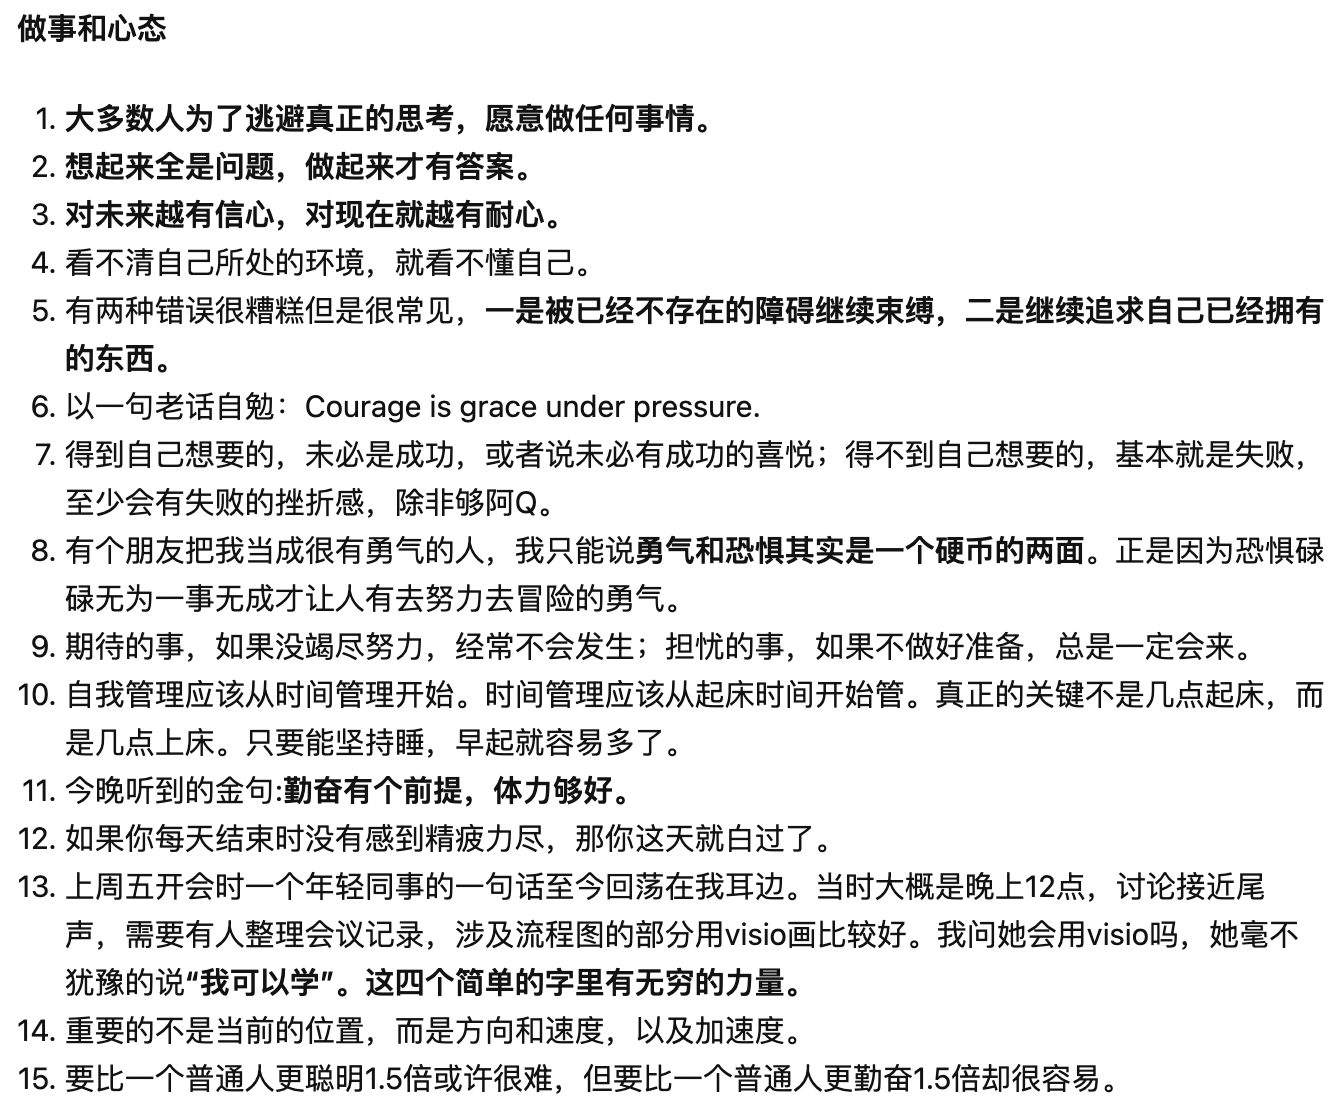 做事和心态
1. 大多数人为了逃避真正的思考，愿意做任何事情。
2. 想起来全是问题，做起来才有答案。
3. 对未来越有信心，对现在就越有耐心。
4. 看不清自己所处的环境，就看不懂自己。
5. 有两种错误很糟糕但是很常见，一是被已经不存在的障碍继续束缚，二是继续追求自己已经拥有
的东西。
6. 以一句老话自勉：Courage is grace under pressure.
7. 得到自己想要的，未必是成功，或者说未必有成功的喜悦；得不到自己想要的，基本就是失败，
至少会有失败的挫折感，除非够阿Q。
8. 有个朋友把我当成很有勇气的人，我只能说勇气和恐惧其实是一个硬币的两面。正是因为恐惧碌
碌无为一事无成才让人有去努力去冒险的勇气。
9. 期待的事，如果没竭尽努力，经常不会发生；担忧的事，如果不做好准备，总是一定会来。
10. 自我管理应该从时间管理开始。时间管理应该从起床时间开始管。真正的关键不是几点起床，而
是几点上床。只要能坚持睡，早起就容易多了。
11. 今晚听到的金句:勤奋有个前提，体力够好。
12. 如果你每天结束时没有感到精疲力尽，那你这天就白过了。
13. 上周五开会时一个年轻同事的一句话至今回荡在我耳边。当时大概是晚上12点，讨论接近尾
声，需要有人整理会议记录，涉及流程图的部分用visio画比较好。我问她会用visio吗，她毫不
犹豫的说“我可以学”。这四个简单的字里有无穷的力量。
14. 重要的不是当前的位置，而是方向和速度，以及加速度。
15. 要比一个普通人更聪明1.5倍或许很难，但要比一个普通人更勤奋1.5倍却很容易。